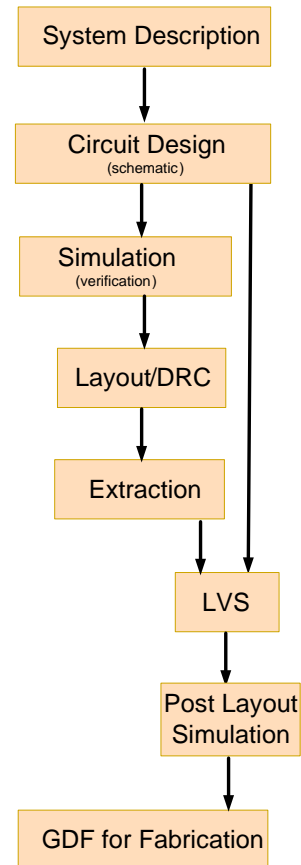 System Description
Circuit Design
(schematic)
Simulation
(verification)
Layout/DRC
Extraction
LVS
Post Layout
Simulation
GDF for Fabrication